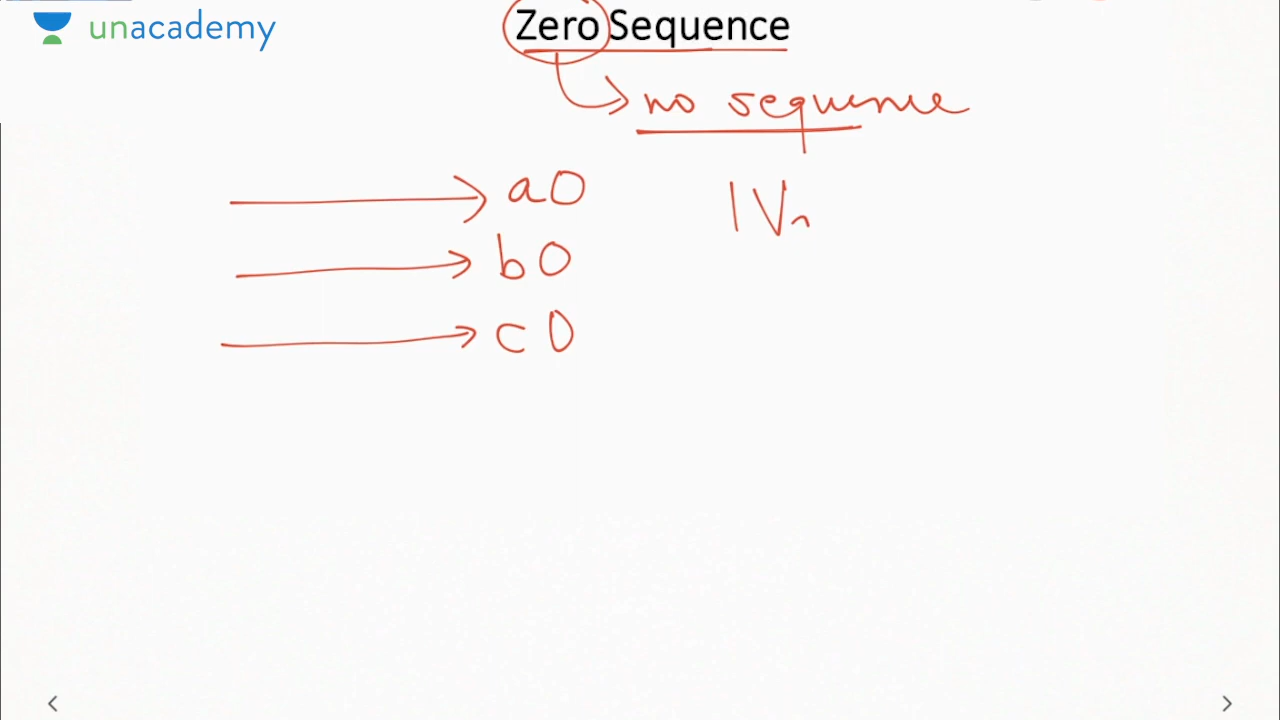 unacademy
Zero Sequence
no sequence
a0
b0
c0